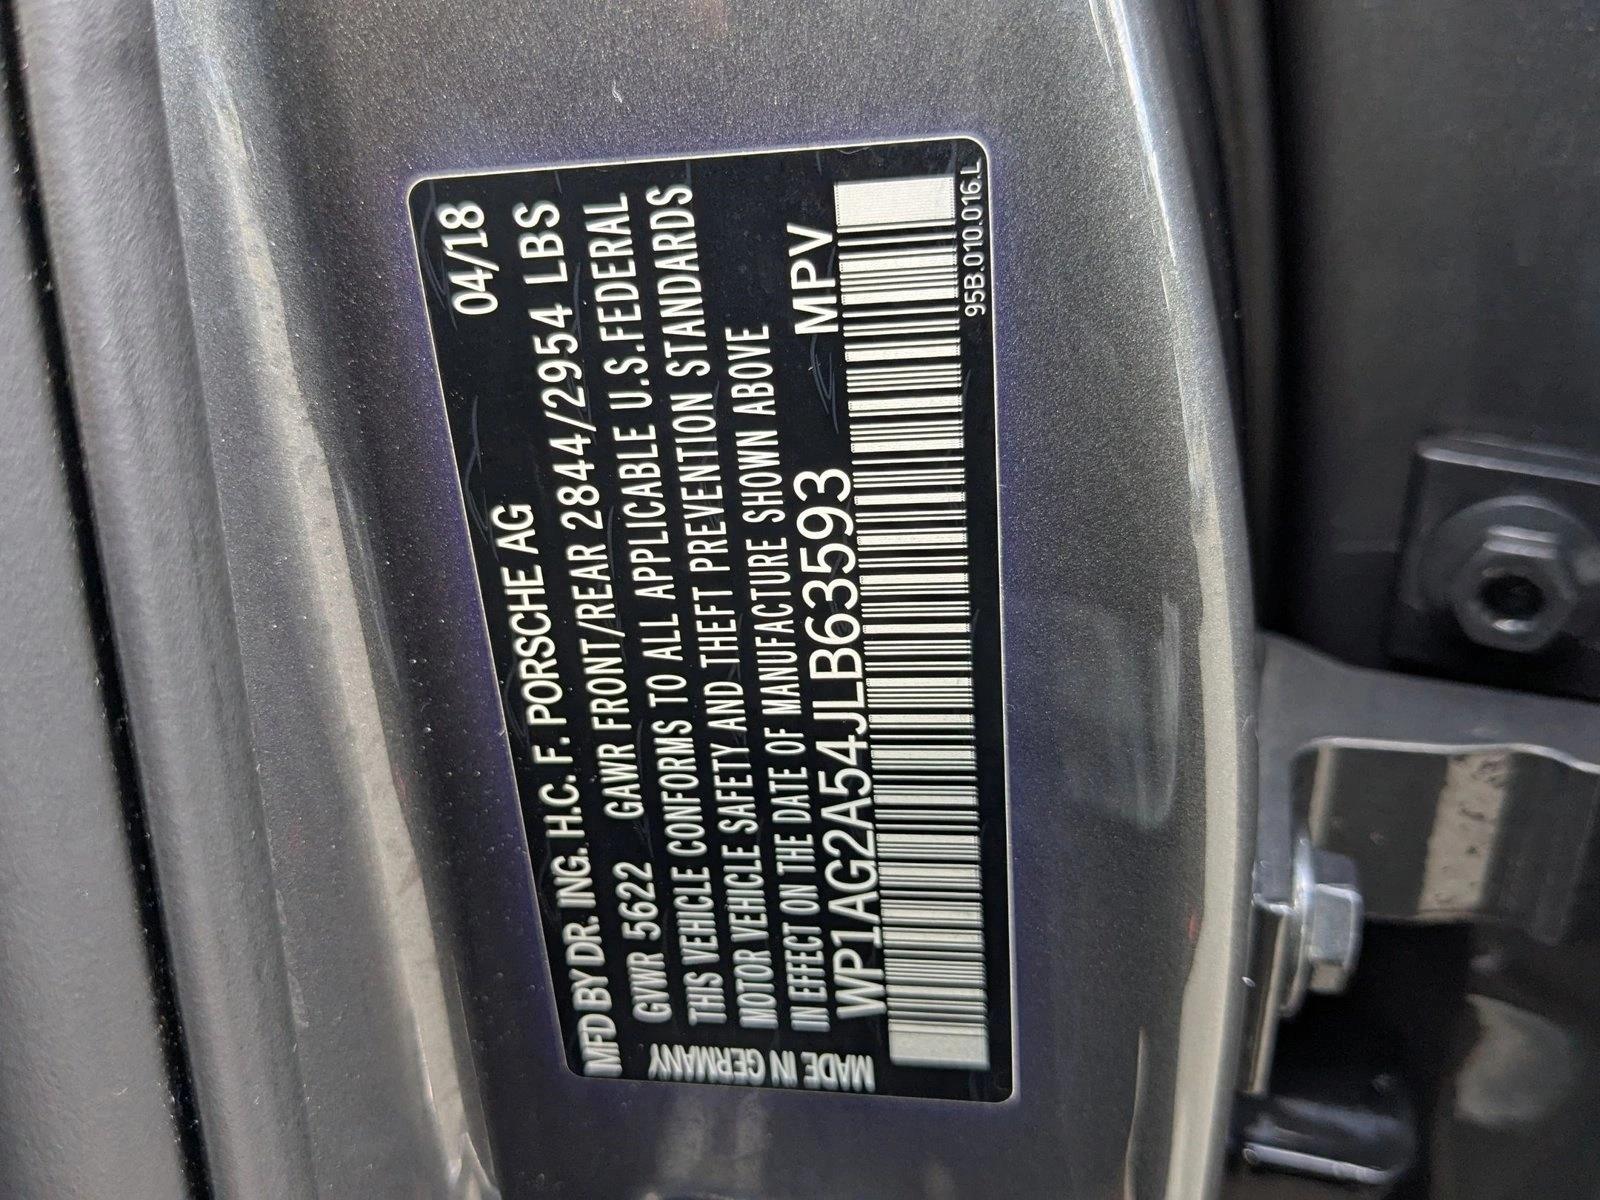 MFD BY DR. ING. H.C. F. PORSCHE AG 04/18
GVWR 5622 GAWR FRONT/REAR 2844/2954 LBS
THIS VEHICLE CONFORMS TO ALL APPLICABLE U.S.FEDERAL
MOTOR VEHICLE SAFETY AND THEFT PREVENTION STANDARDS
IN EFFECT ON THE DATE OF MANUFACTURE SHOWN ABOVE
WP1AG2A54JLB63593 MPV
95B.010.016.L
MADE IN GERMANY